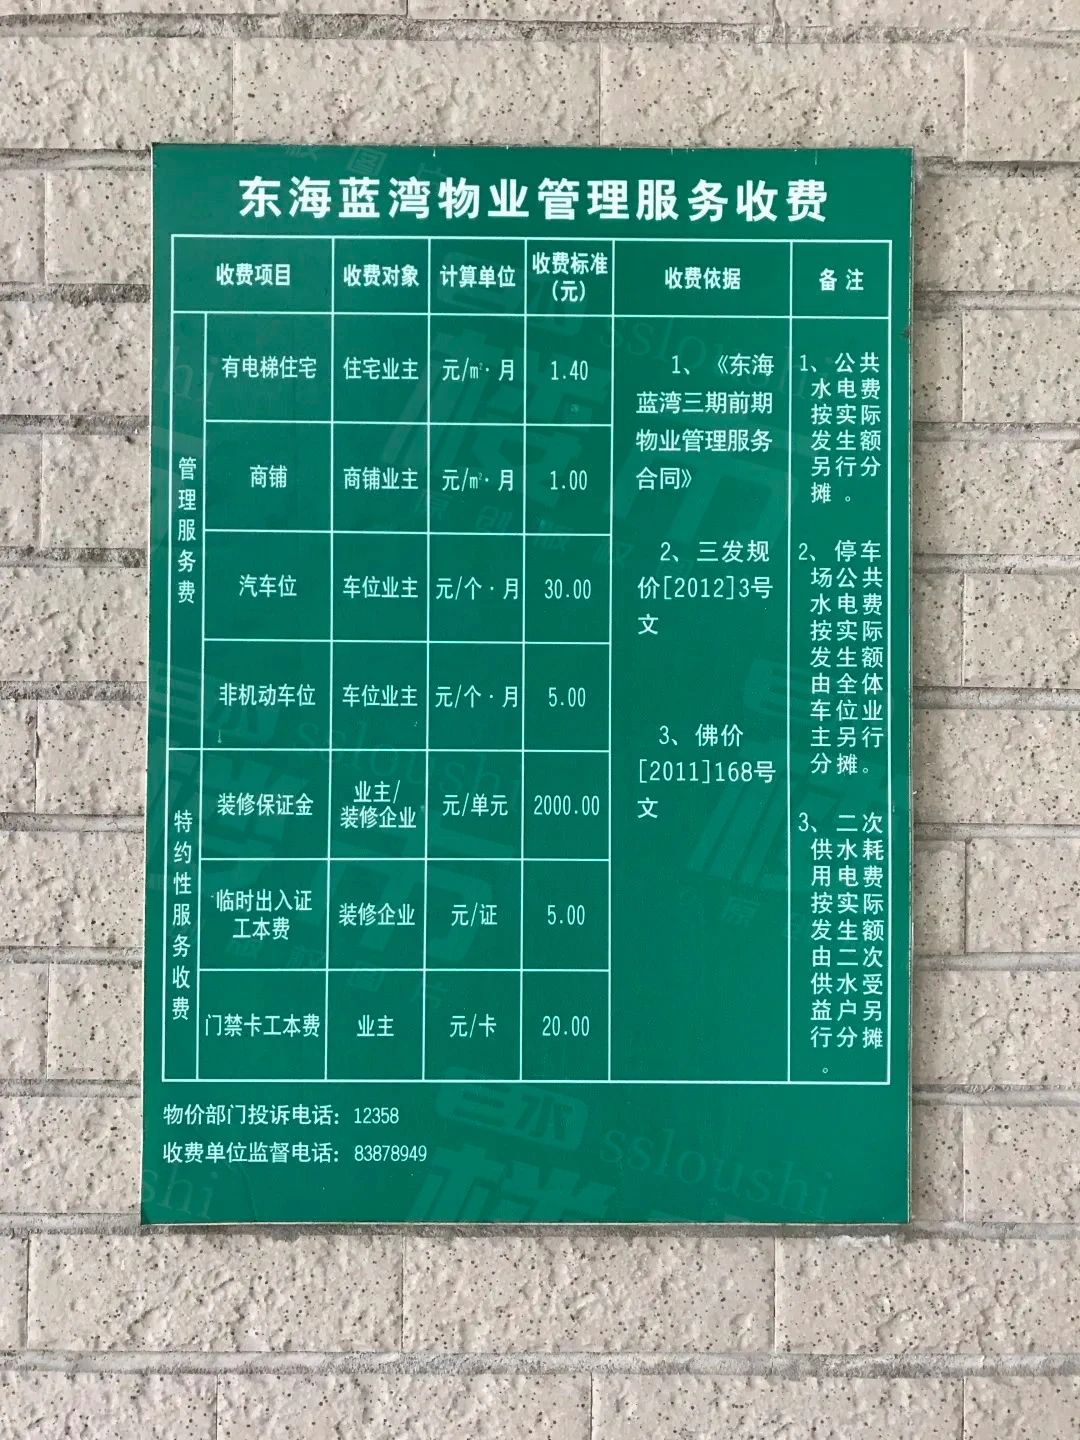 东海蓝湾物业管理服务收费
收费项目 收费对象 计算单位 收费标准(元) 收费依据 备注
管理服务费
有电梯住宅 住宅业主 元/㎡·月 1.40
商铺 商铺业主 元/㎡·月 1.00
汽车位 车位业主 元/个·月 30.00
非机动车位 车位业主 元/个·月 5.00
特约性服务收费
装修保证金 业主/装修企业 元/单元 2000.00
临时出入证工本费 装修企业 元/证 5.00
门禁卡工本费 业主 元/卡 20.00
1、《东海
蓝湾三期前期
物业管理服务
合同》
2、三发规
价[2012]3号
文
3、佛价
[2011]168号
文
1、公共
水电费
按实际
发生额
另行分
摊。
2、停车
场公共
水电费
按实际
发生额
由全体
车位业
主另行
分摊。
3、二次
供水耗
用电费
按实际
发生额
由二次
供水受
益户另
行分摊
。
物价部门投诉电话：12358
收费单位监督电话：83878949
三水
ssloushi
楼市
原创版权图片